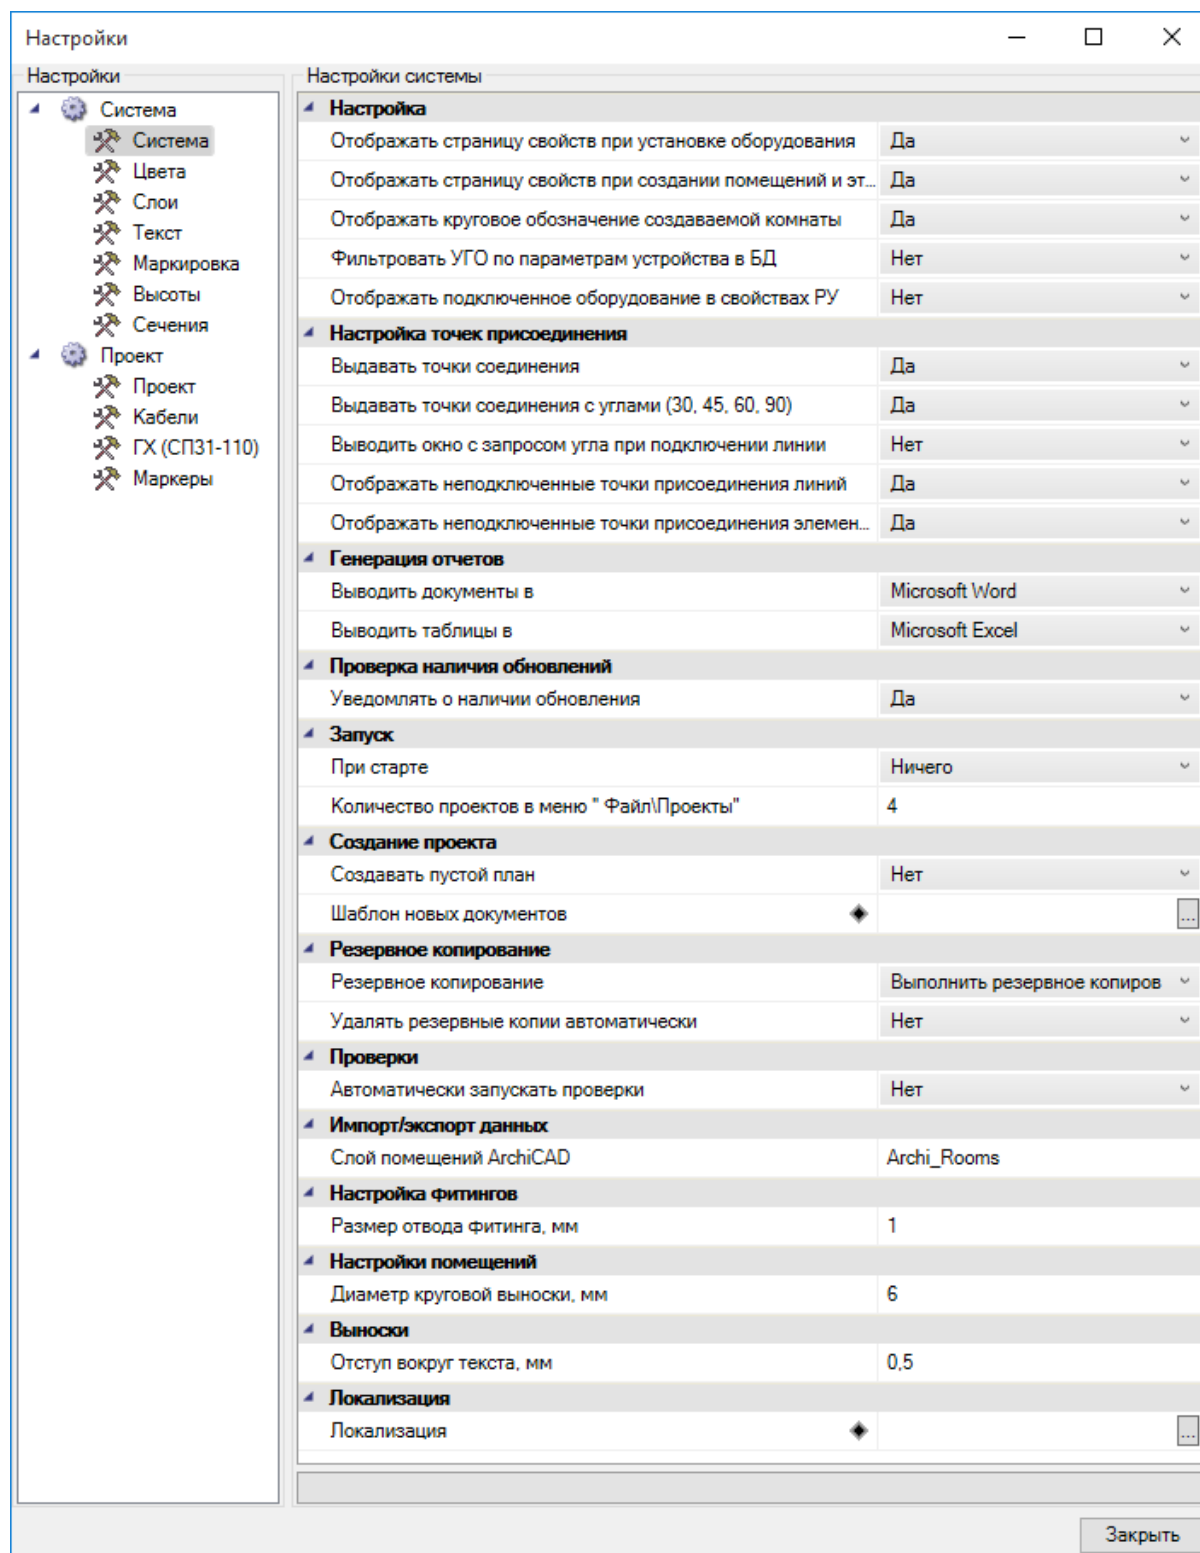 Настройки
Настройки
Система
Система
Цвета
Слои
Текст
Маркировка
Высоты
Сечения
Проект
Проект
Кабели
ГХ (СП31-110)
Маркеры
Настройки системы
Настройка
Отображать страницу свойств при установке оборудования Да
Отображать страницу свойств при создании помещений и эт... Да
Отображать круговое обозначение создаваемой комнаты Да
Фильтровать УГО по параметрам устройства в БД Нет
Отображать подключенное оборудование в свойствах РУ Нет
Настройка точек присоединения
Выдавать точки соединения Да
Выдавать точки соединения с углами (30, 45, 60, 90) Да
Выводить окно с запросом угла при подключении линии Нет
Отображать неподключенные точки присоединения линий Да
Отображать неподключенные точки присоединения элемен... Да
Генерация отчетов
Выводить документы в Microsoft Word
Выводить таблицы в Microsoft Excel
Проверка наличия обновлений
Уведомлять о наличии обновления Да
Запуск
При старте Ничего
Количество проектов в меню " Файл\Проекты" 4
Создание проекта
Создавать пустой план Нет
Шаблон новых документов ...
Резервное копирование
Резервное копирование Выполнить резервное копиров
Удалять резервные копии автоматически Нет
Проверки
Автоматически запускать проверки Нет
Импорт/экспорт данных
Слой помещений ArchiCAD Archi_Rooms
Настройка фитингов
Размер отвода фитинга, мм 1
Настройки помещений
Диаметр круговой выноски, мм 6
Выноски
Отступ вокруг текста, мм 0,5
Локализация
Локализация ...
Закрыть